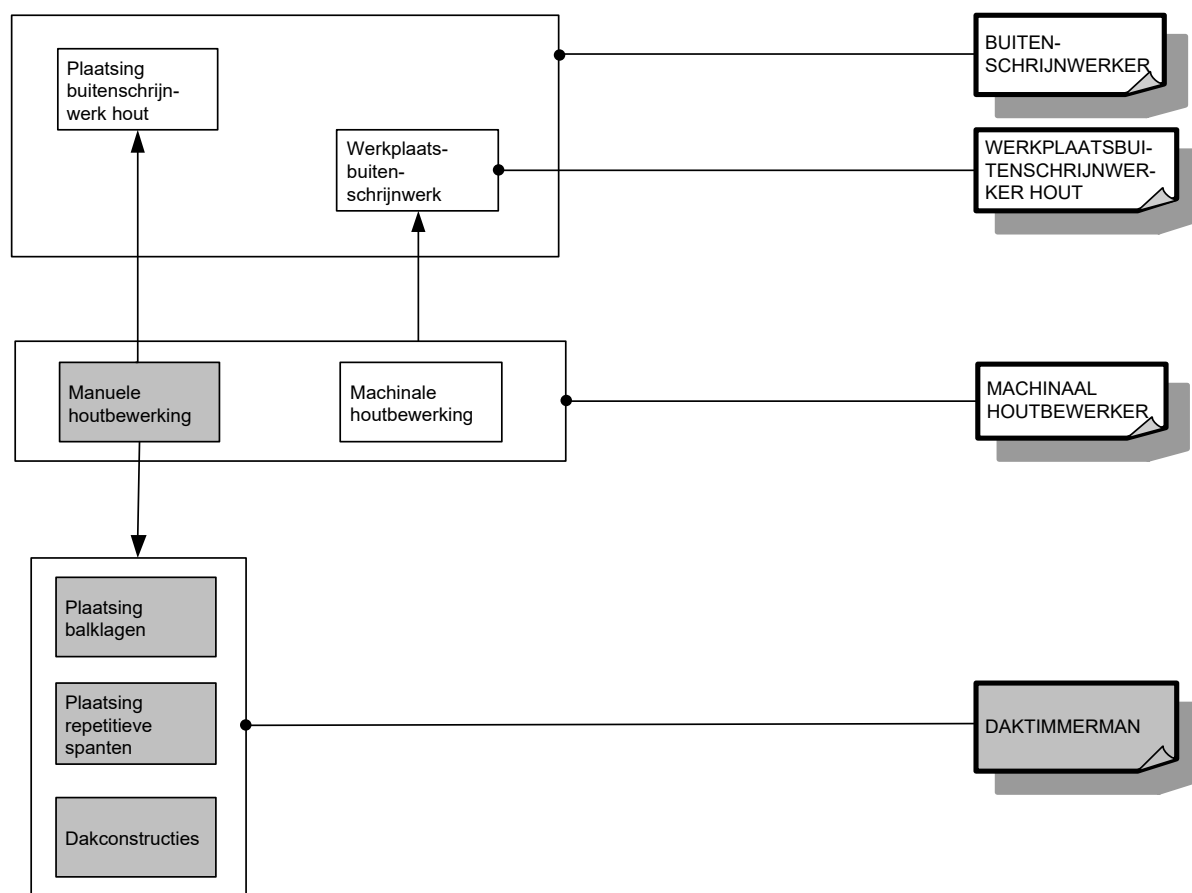 Plaatsing
buitenschrijn-
werk hout
Werkplaats-
buiten-
schrijnwerk
BUITEN-
SCHRIJNWERKER
WERKPLAATSBUI-
TENSCHRIJNWER-
KER HOUT
Manuele
houtbewerking
Machinale
houtbewerking
MACHINAAL
HOUTBEWERKER
Plaatsing
balklagen
Plaatsing
repetitieve
spanten
Dakconstructies
DAKTIMMERMAN